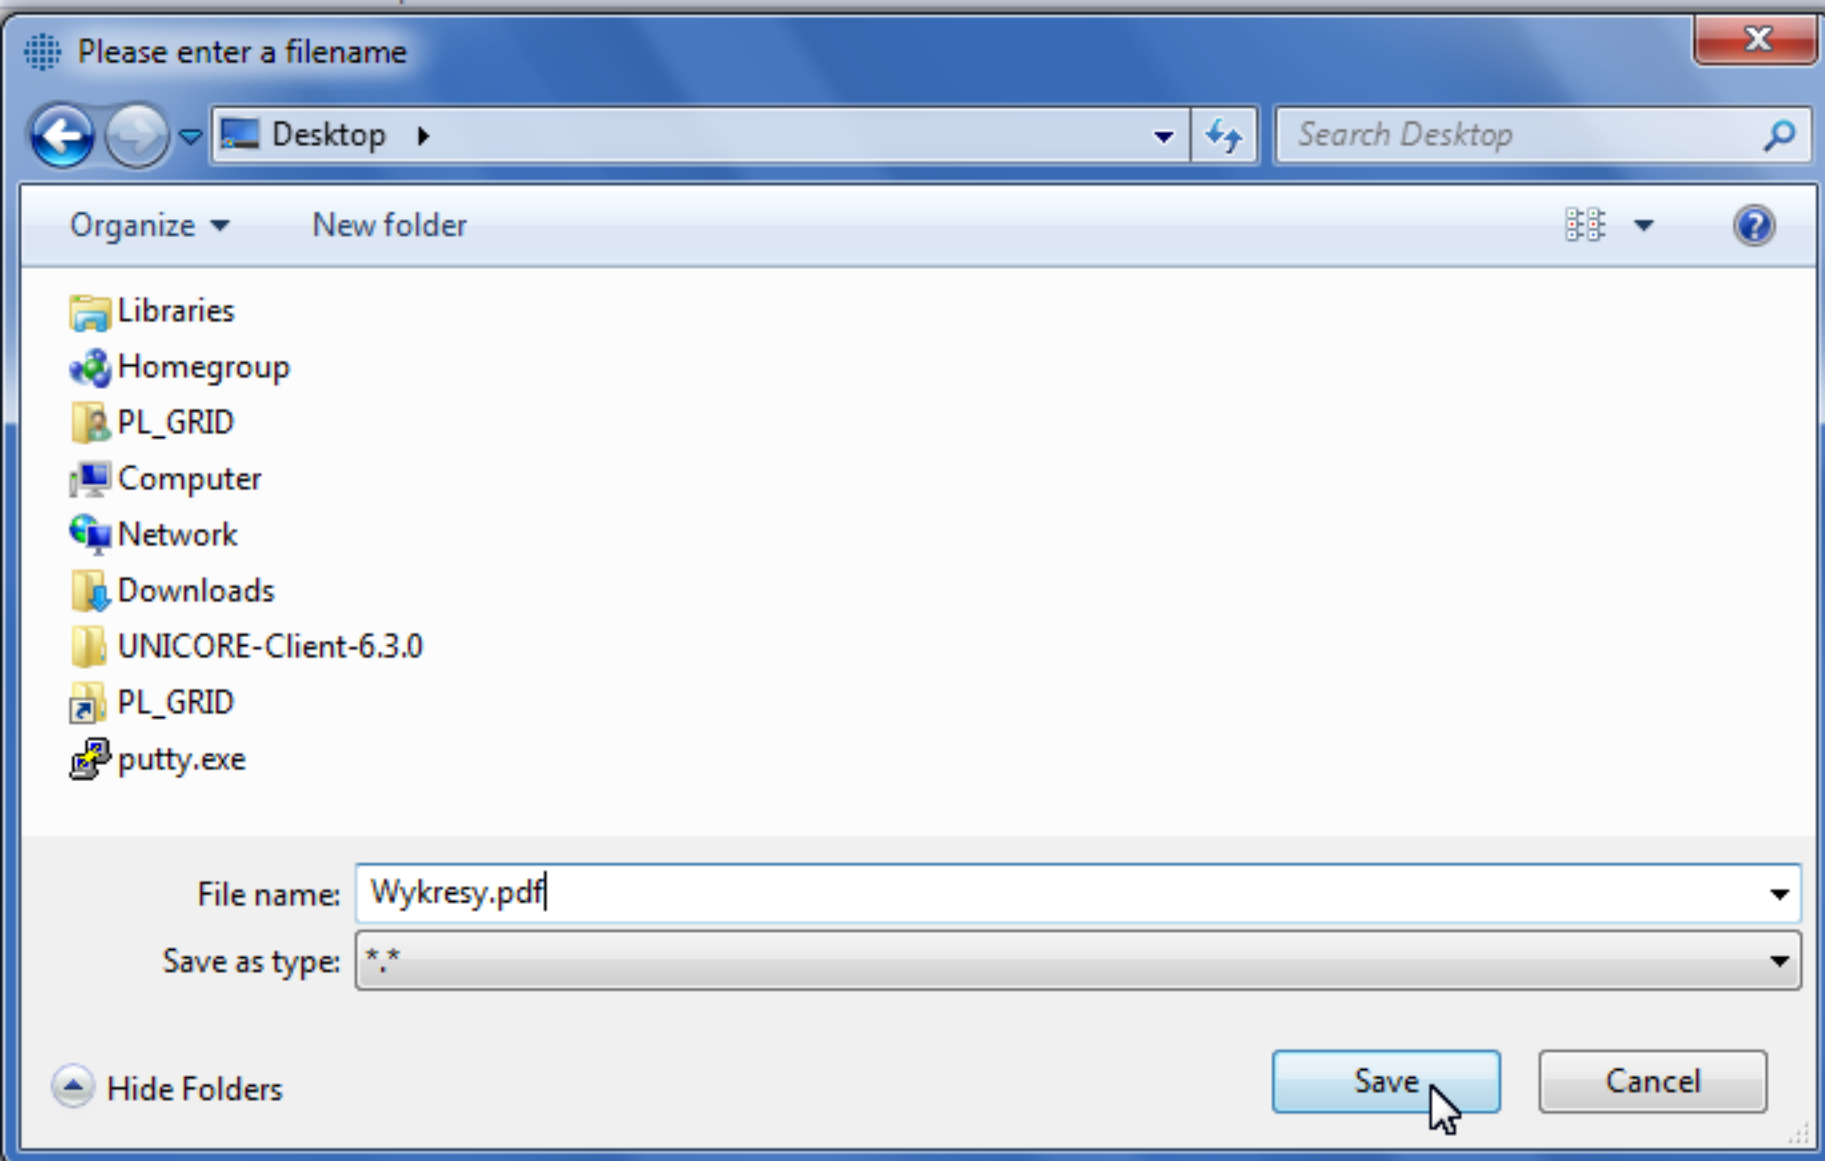 Please enter a filename
Desktop
Search Desktop
Organize
New folder
Libraries
Homegroup
PL_GRID
Computer
Network
Downloads
UNICORE-Client-6.3.0
PL_GRID
putty.exe
File name: Wykresy.pdf
Save as type: *.*
Hide Folders
Save
Cancel